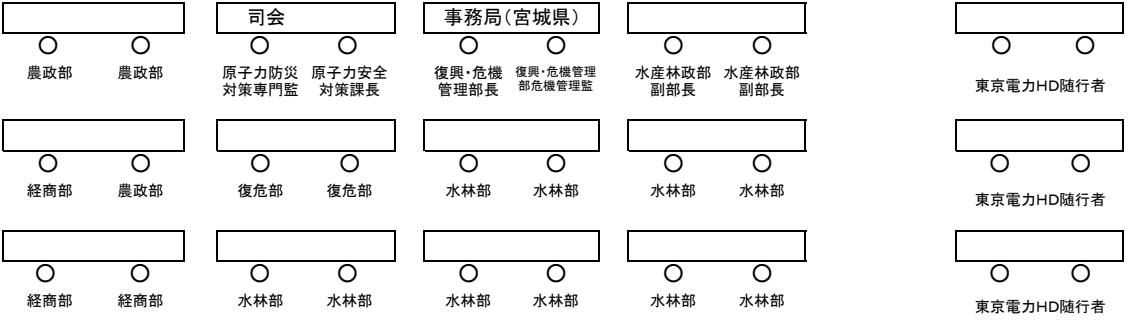 司会
事務局(宮城県)
農政部 農政部 原子力防災 原子力安全 復興・危機 復興・危機管理 水産林政部 水産林政部
対策専門監 対策課長 管理部長 部危機管理監 副部長 副部長
東京電力HD随行者
経商部 農政部 復危部 復危部 水林部 水林部 水林部 水林部
東京電力HD随行者
経商部 経商部 水林部 水林部 水林部 水林部 水林部 水林部
東京電力HD随行者